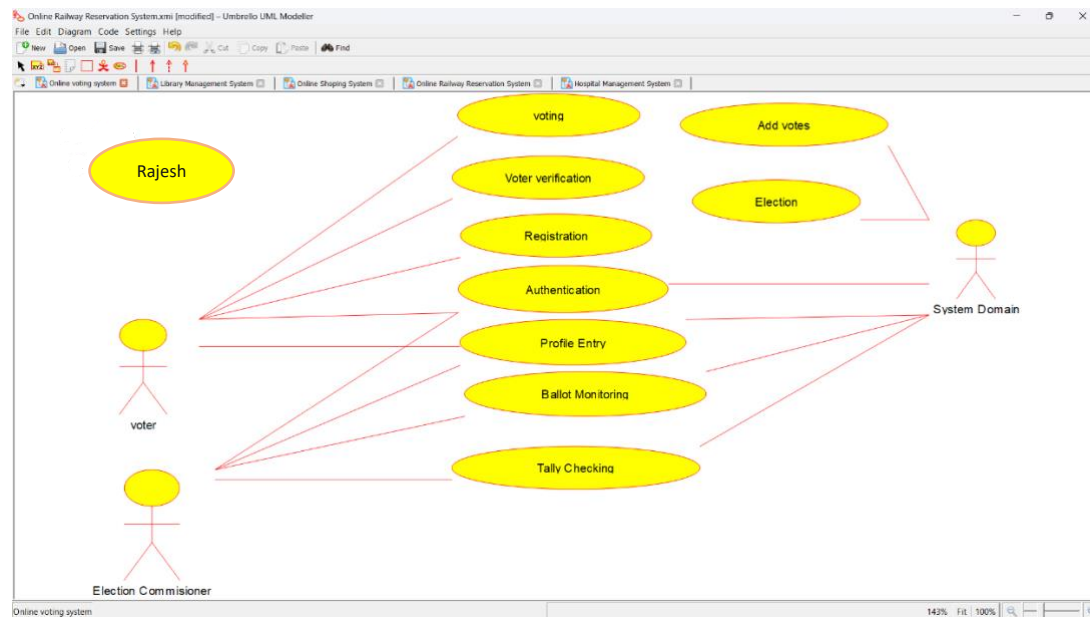 Online Railway Reservation System.xmi [modified] – Umbrello UML Modeller
File Edit Diagram Code Settings Help
New Open Save Cut Copy Paste Find
Online voting system Library Management System Online Shoping System Online Railway Reservation System Hospital Management System
voting
Add votes
Rajesh
Voter verification
Election
Registration
Authentication
System Domain
Profile Entry
Ballot Monitoring
voter
Tally Checking
Election Commisioner
Online voting system 143% Fit 100%